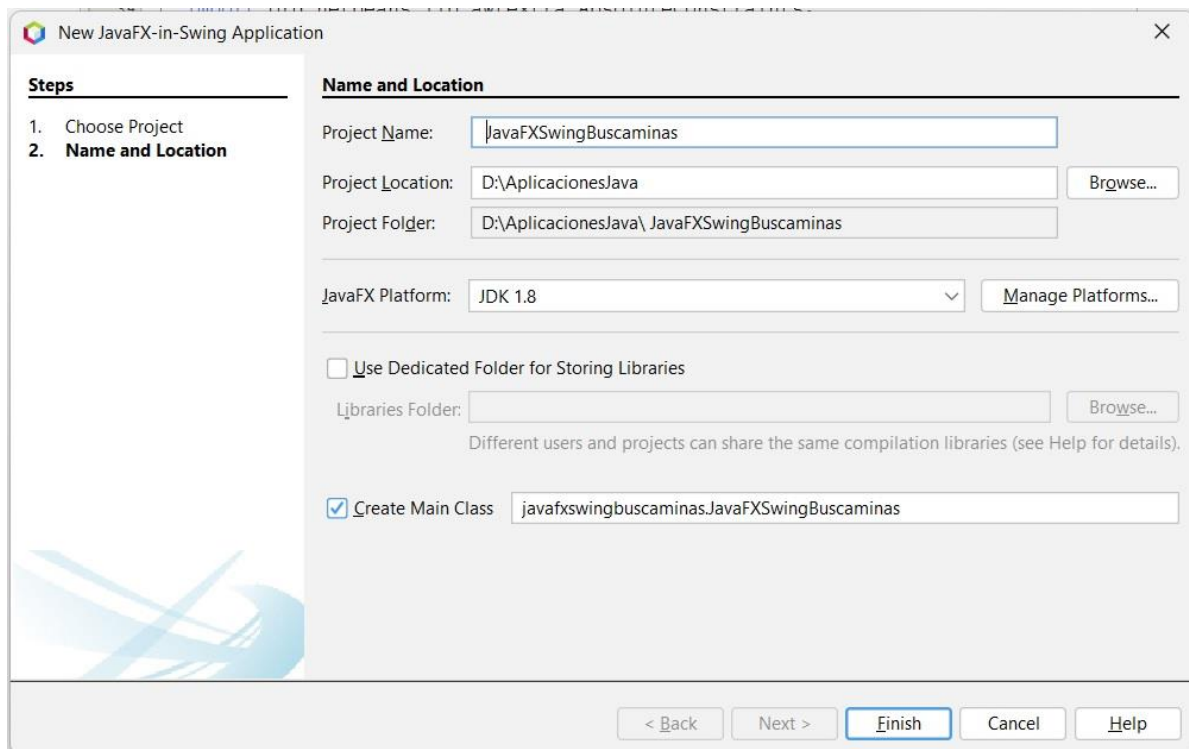 New JavaFX-in-Swing Application
Steps
1. Choose Project
2. Name and Location
Name and Location
Project Name: JavaFXSwingBuscaminas
Project Location: D:\AplicacionesJava Browse...
Project Folder: D:\AplicacionesJava\ JavaFXSwingBuscaminas
JavaFX Platform: JDK 1.8 Manage Platforms...
Use Dedicated Folder for Storing Libraries
Libraries Folder: Browse...
Different users and projects can share the same compilation libraries (see Help for details).
Create Main Class javafxswingbuscaminas.JavaFXSwingBuscaminas
< Back Next > Finish Cancel Help